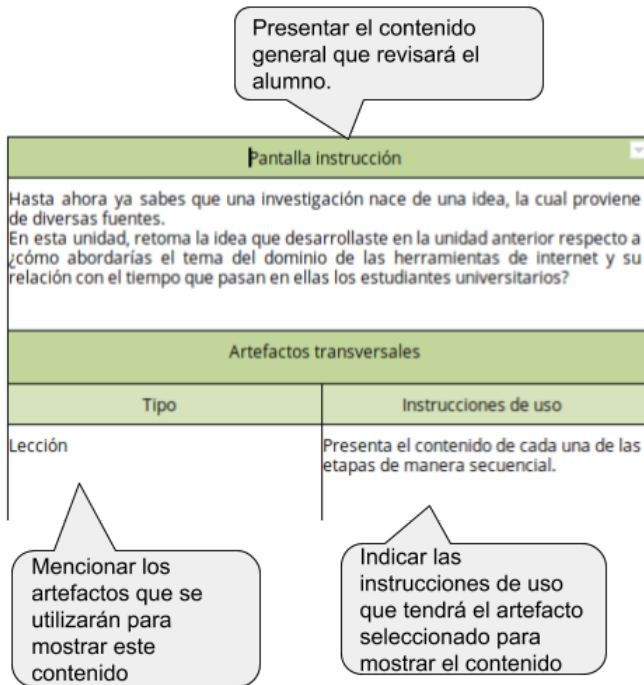 Presentar el contenido
general que revisará el
alumno.
Pantalla instrucción
Hasta ahora ya sabes que una investigación nace de una idea, la cual proviene
de diversas fuentes.
En esta unidad, retoma la idea que desarrollaste en la unidad anterior respecto a
¿cómo abordarías el tema del dominio de las herramientas de internet y su
relación con el tiempo que pasan en ellas los estudiantes universitarios?
Artefactos transversales
Tipo
Instrucciones de uso
Lección
Presenta el contenido de cada una de las
etapas de manera secuencial.
Mencionar los
artefactos que se
utilizarán para
mostrar este
contenido
Indicar las
instrucciones de uso
que tendrá el artefacto
seleccionado para
mostrar el contenido